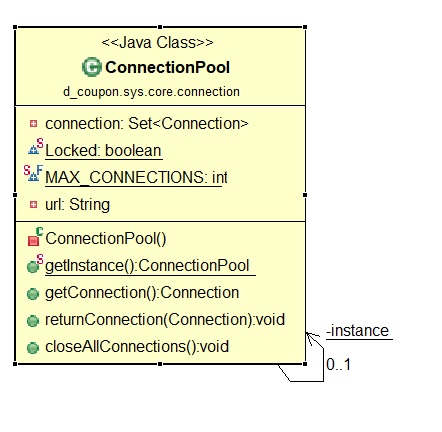 <<Java Class>>
ConnectionPool
d_coupon.sys.core.connection
connection: Set<Connection>
Locked: boolean
MAX_CONNECTIONS: int
url: String
ConnectionPool()
getInstance():ConnectionPool
getConnection():Connection
returnConnection(Connection):void
closeAllConnections():void
-instance
0..1